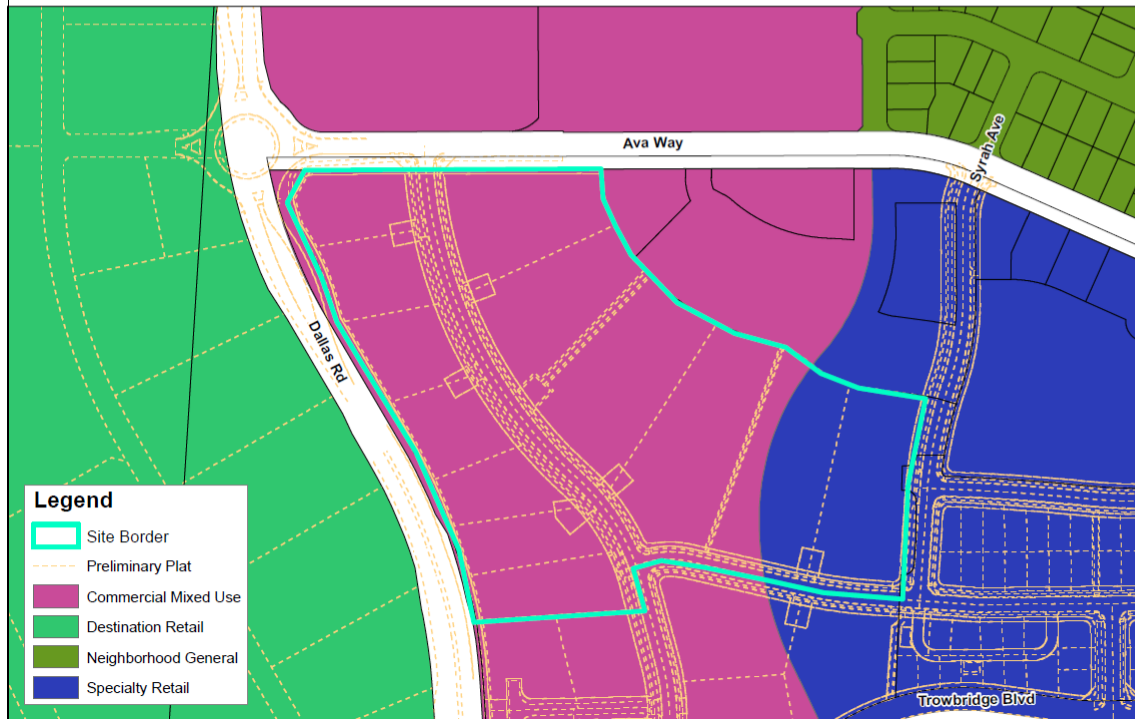 Ava Way
Syrah Ave
Dallas Rd
Legend
Site Border
Preliminary Plat
Commercial Mixed Use
Destination Retail
Neighborhood General
Specialty Retail
Trowbridge Blvd